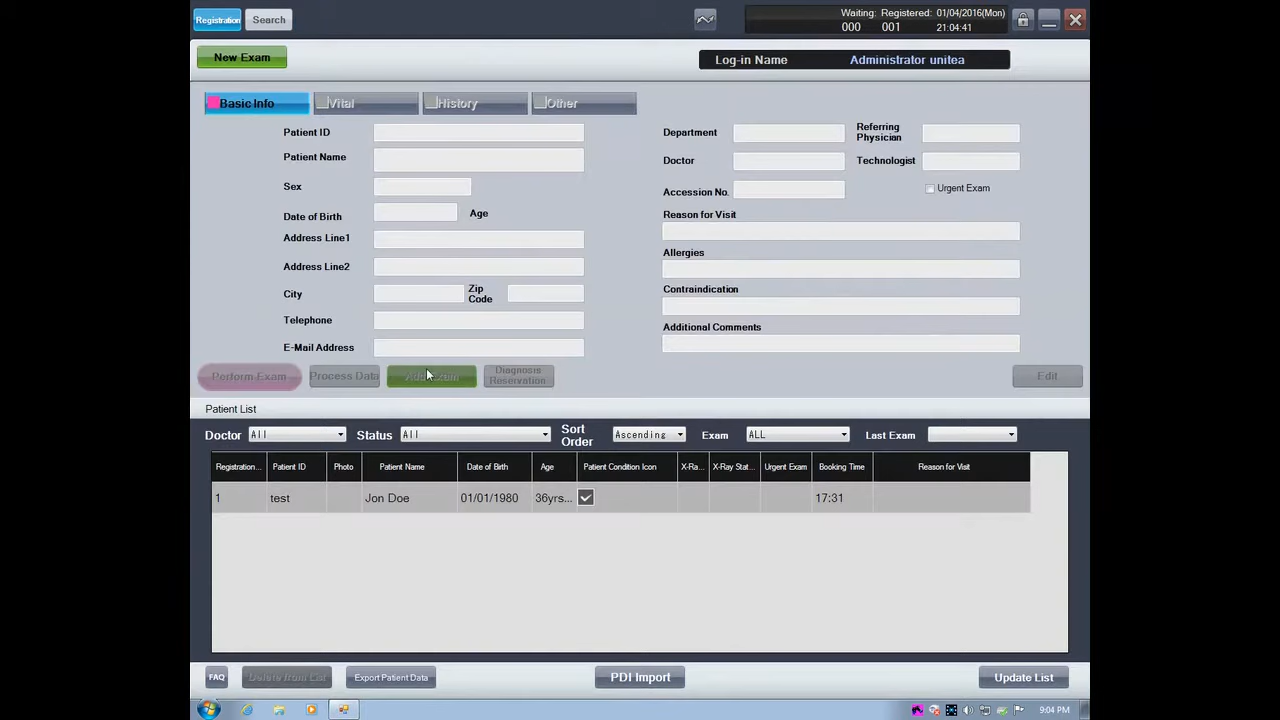 Registration Search
Waiting: Registered: 01/04/2016(Mon)
000 001 21:04:41
New Exam
Log-in Name Administrator unitea
Basic Info Vital History Other
Patient ID
Patient Name
Sex
Date of Birth Age
Address Line1
Address Line2
City Zip Code
Telephone
E-Mail Address
Department Referring Physician
Doctor Technologist
Accession No. Urgent Exam
Reason for Visit
Allergies
Contraindication
Additional Comments
Perform Exam Process Data Add Exam Diagnosis Reservation Edit
Patient List
Doctor All Status All Sort Order Ascending Exam ALL Last Exam
Registration... Patient ID Photo Patient Name Date of Birth Age Patient Condition Icon X-Ra... X-Ray Stat... Urgent Exam Booking Time Reason for Visit
1 test Jon Doe 01/01/1980 36yrs... 17:31
FAQ Delete from List Export Patient Data PDI Import Update List
9:04 PM